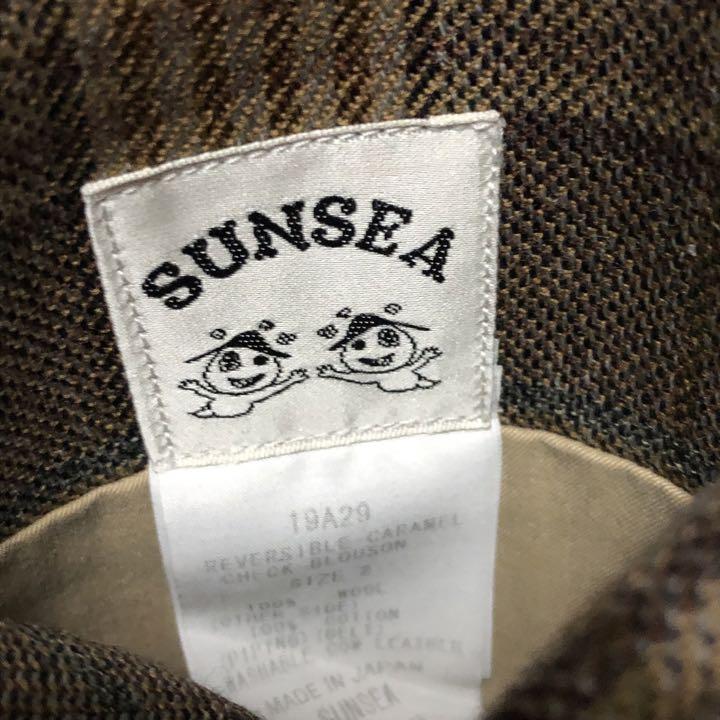 SUNSEA
19A29
REVERSIBLE CARAMEL
CHECK BLOUSON
SIZE 2
100% WOOL
(OTHER SIDE)
100% COTTON
(PIPING)(BELT)
WASHABLE COW LEATHER
MADE IN JAPAN
SUNSEA